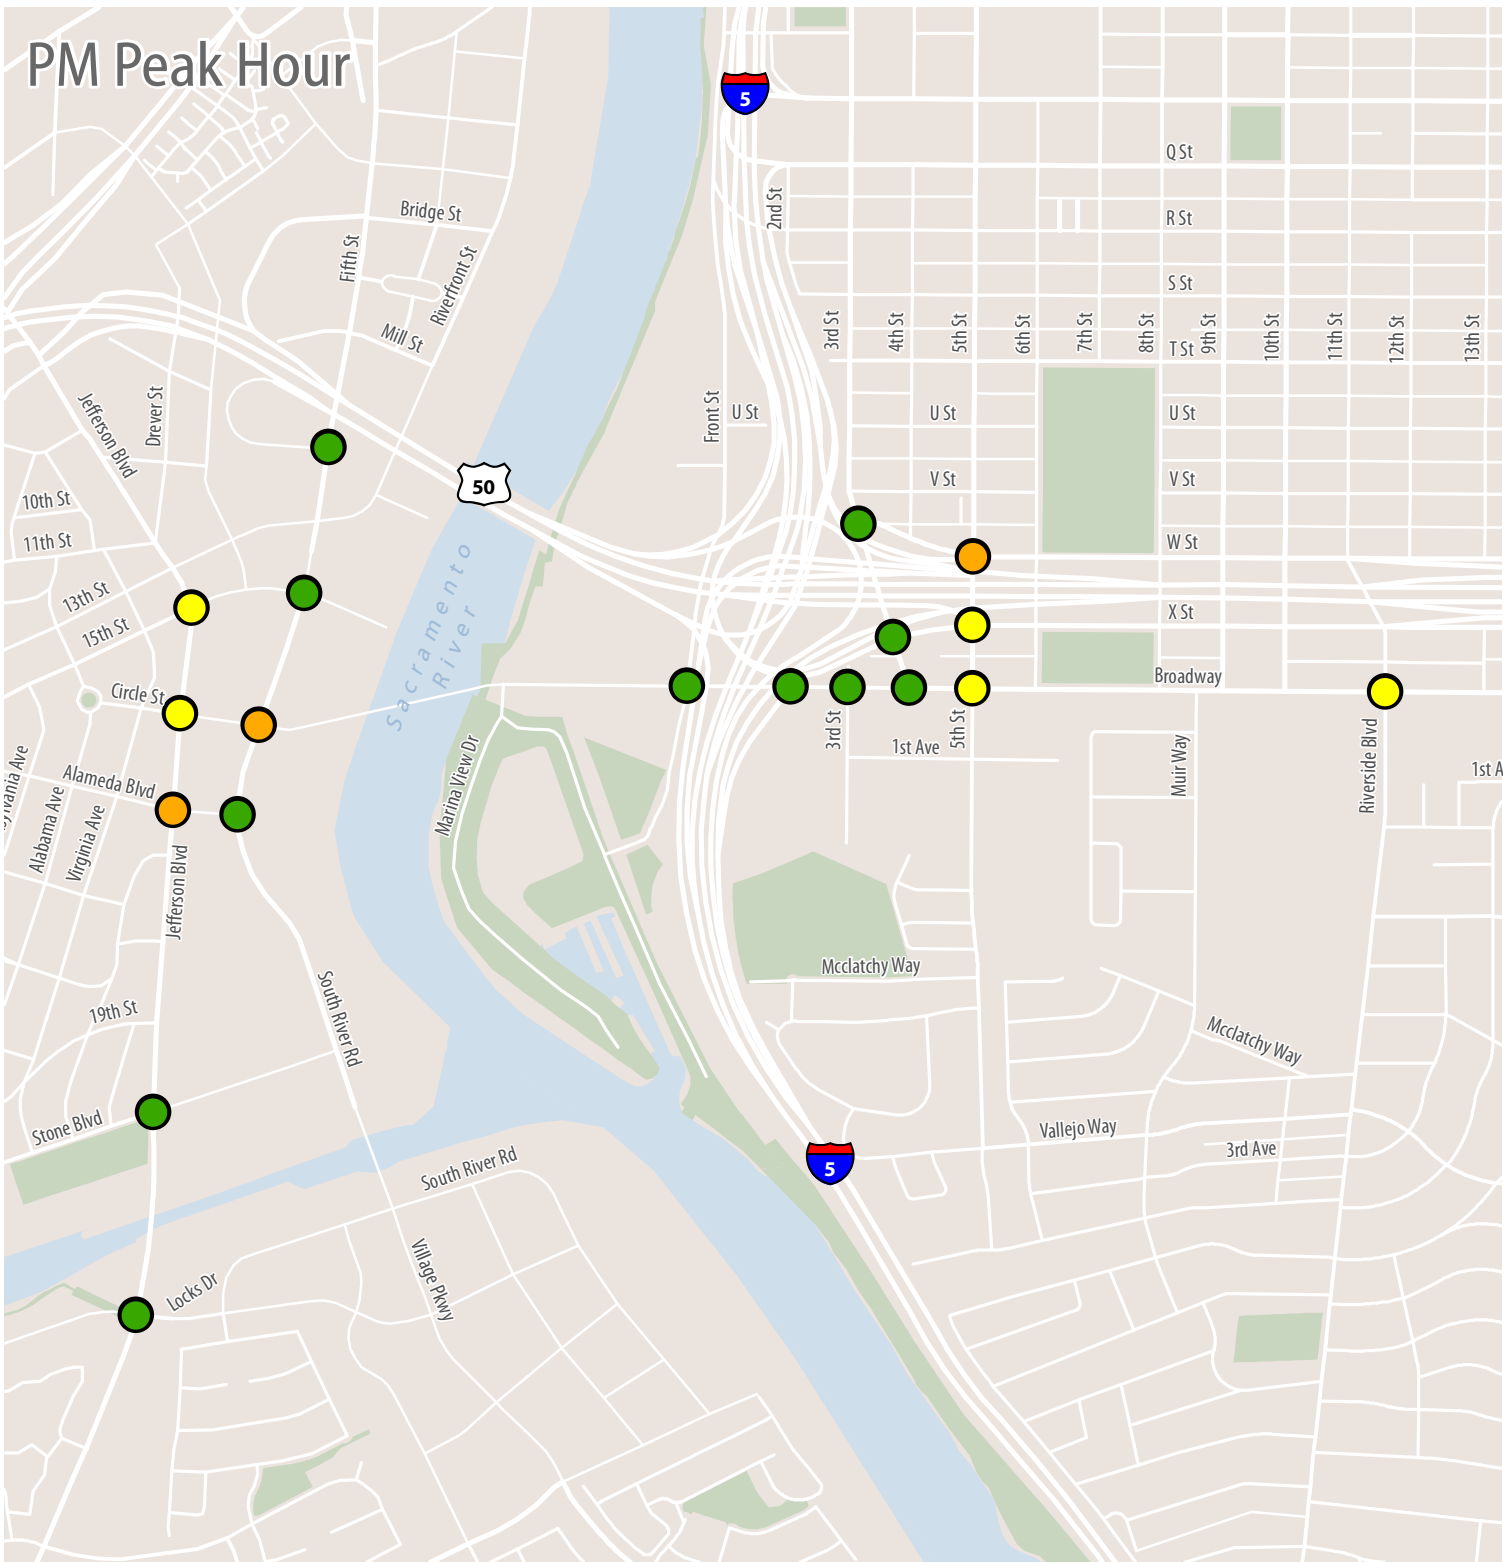 PM Peak Hour
5
Q St
2nd St
R St
Bridge St
Fifth St
Riverfront St
S St
Mill St
3rd St
4th St
5th St
6th St
7th St
8th St
9th St
10th St
11th St
12th St
13th St
T St
Jefferson Blvd
Drever St
Front St
U St
U St
U St
V St
V St
50
10th St
11th St
W St
Sacramento
River
13th St
15th St
X St
Circle St
Broadway
3rd St
5th St
1st Ave
Muir Way
Riverside Blvd
1st A
Marina View Dr
Alameda Blvd
ylvania Ave
Alabama Ave
Virginia Ave
Jefferson Blvd
Mcclatchy Way
South River Rd
19th St
Mcclatchy Way
Stone Blvd
Vallejo Way
3rd Ave
5
South River Rd
Village Pkwy
Locks Dr